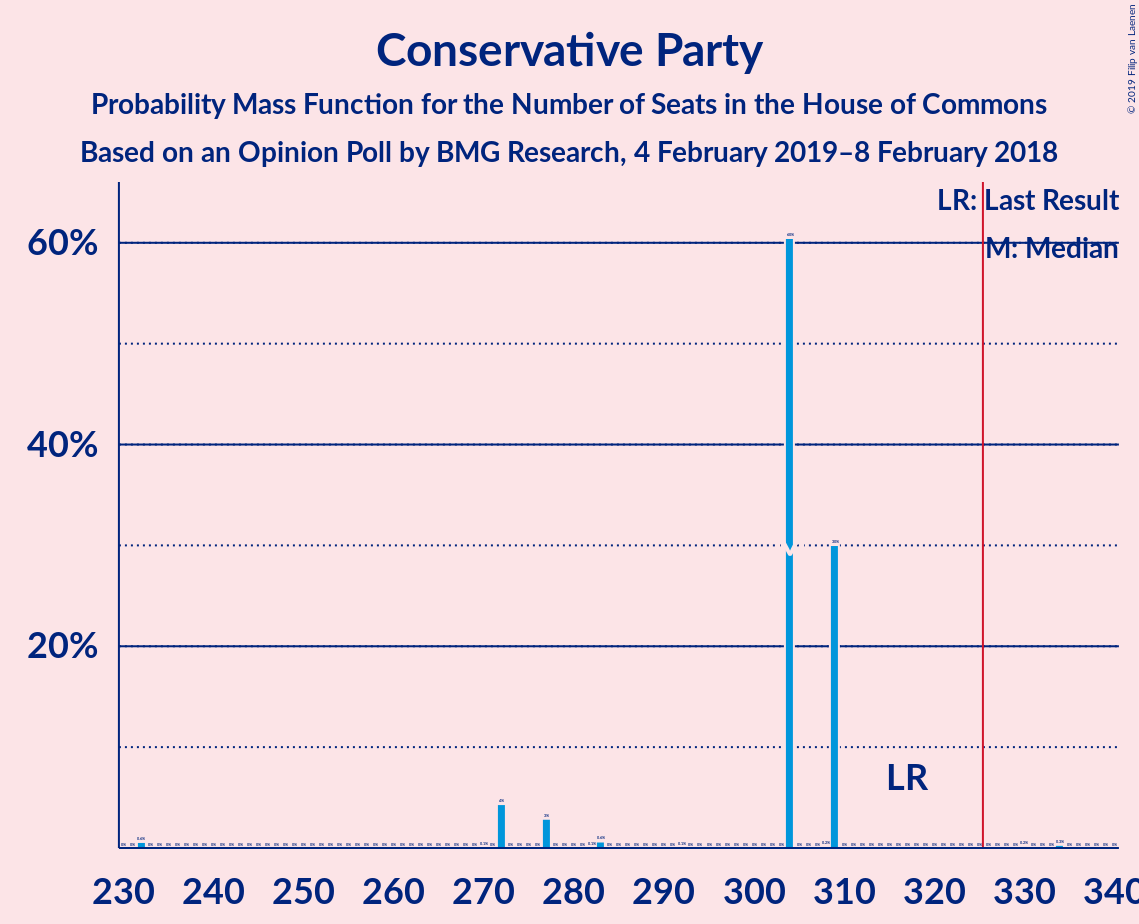 Conservative Party
Probability Mass Function for the Number of Seats in the House of Commons
Based on an Opinion Poll by BMG Research, 4 February 2019–8 February 2018
© 2019 Filip van Laenen
LR: Last Result
M: Median
60%
40%
20%
LR
230 240 250 260 270 280 290 300 310 320 330 340